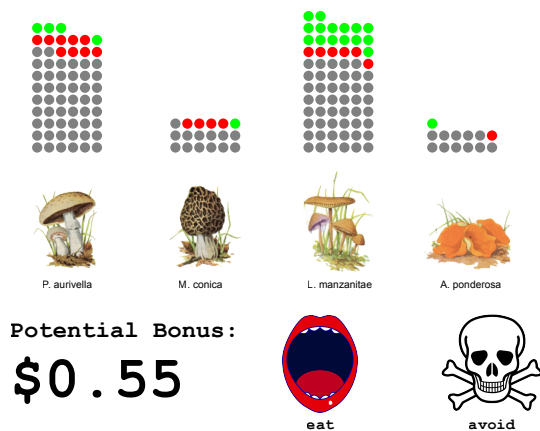 P. aurivella
M. conica
L. manzanitae
A. ponderosa
Potential Bonus:
$0.55
eat
avoid